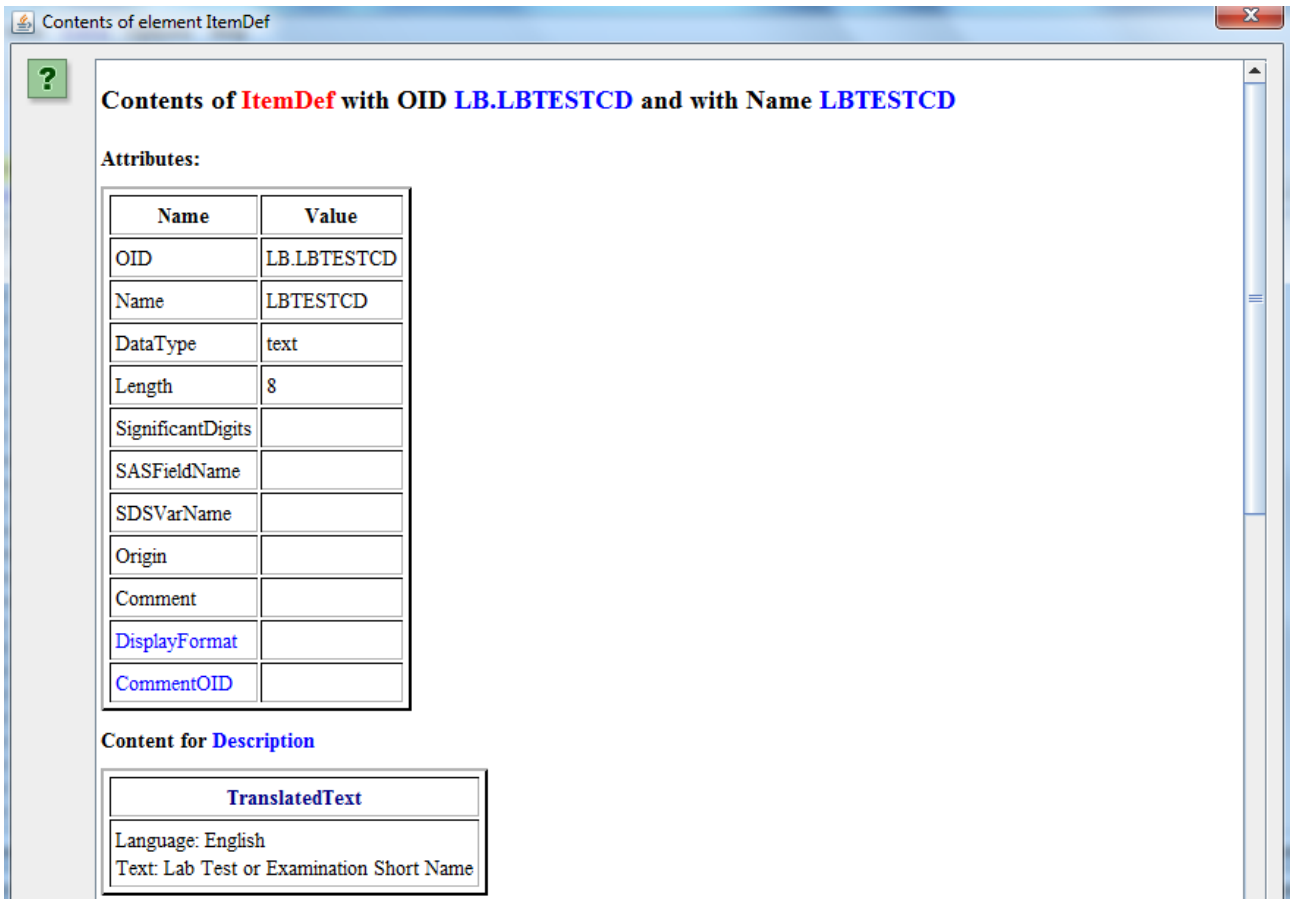 Contents of element ItemDef
x
?
Contents of ItemDef with OID LB.LBTESTCD and with Name LBTESTCD
Attributes:
Name Value
OID LB.LBTESTCD
Name LBTESTCD
DataType text
Length 8
SignificantDigits
SASFieldName
SDSVarName
Origin
Comment
DisplayFormat
CommentOID
Content for Description
TranslatedText
Language: English
Text: Lab Test or Examination Short Name